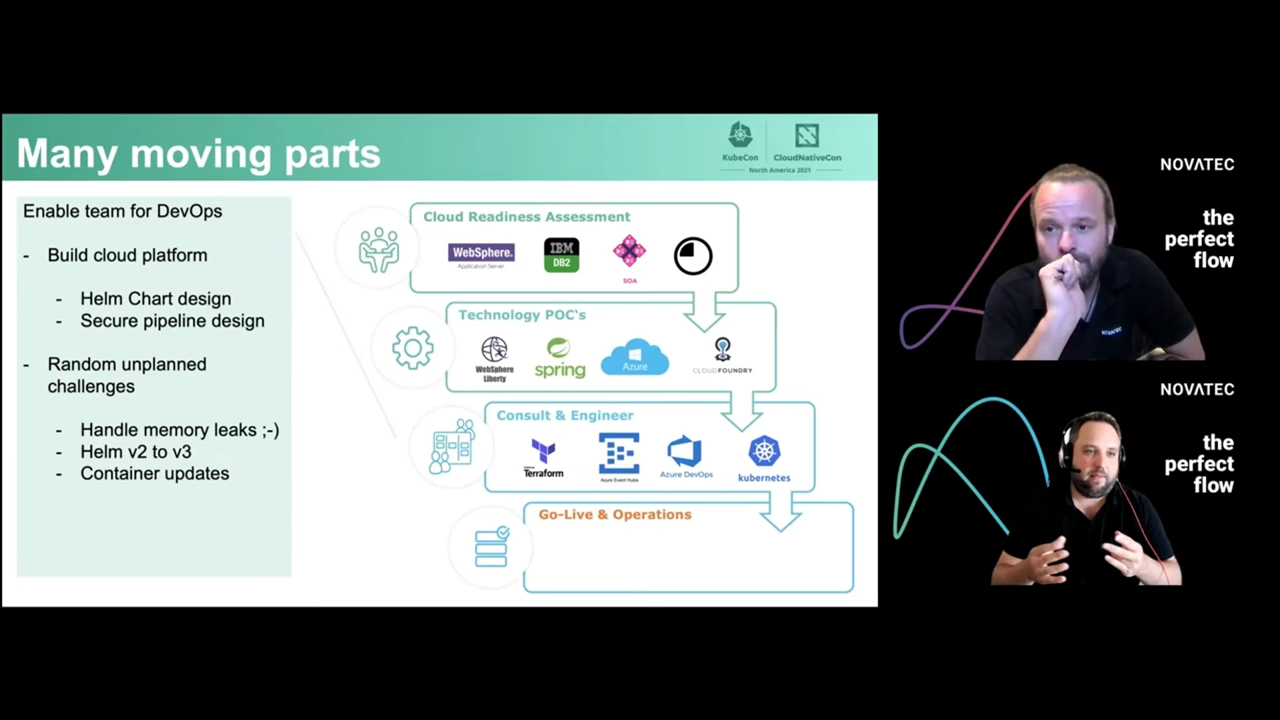 Many moving parts
KubeCon
CloudNativeCon
North America 2021
Enable team for DevOps
- Build cloud platform
- Helm Chart design
- Secure pipeline design
- Random unplanned
challenges
- Handle memory leaks ;-)
- Helm v2 to v3
- Container updates
Cloud Readiness Assessment
WebSphere.
Application Server
IBM
DB2
SOA
Technology POC's
WebSphere
Liberty
spring
Azure
CLOUD FOUNDRY
Consult & Engineer
Terraform
Azure Event Hubs
Azure DevOps
kubernetes
Go-Live & Operations
NOVATEC
the
perfect
flow
NOVATEC
NOVATEC
the
perfect
flow